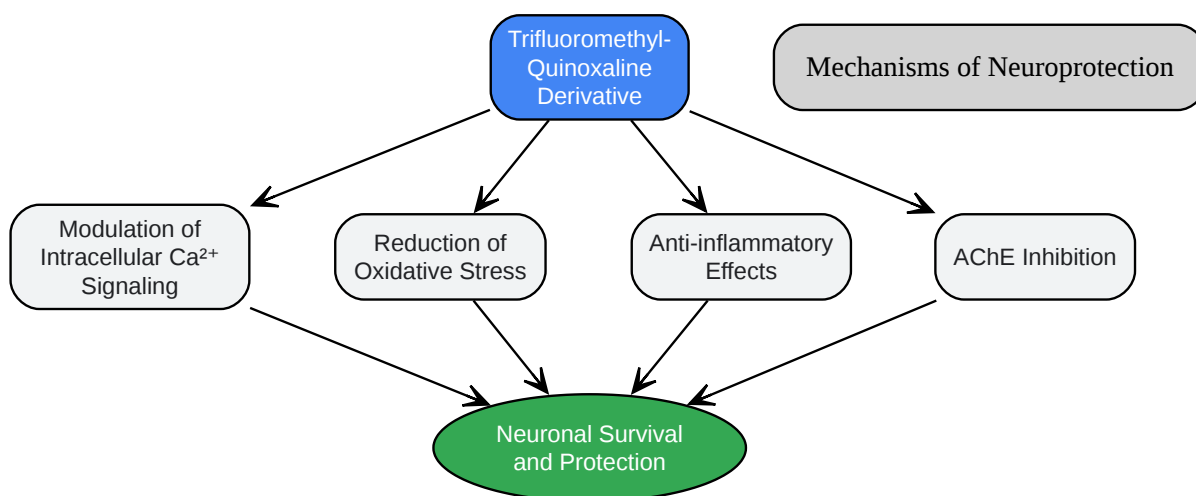 Trifluoromethyl-
Quinoxaline
Derivative
Mechanisms of Neuroprotection
Modulation of
Intracellular Ca²⁺
Signaling
Reduction of
Oxidative Stress
Anti-inflammatory
Effects
AChE Inhibition
Neuronal Survival
and Protection